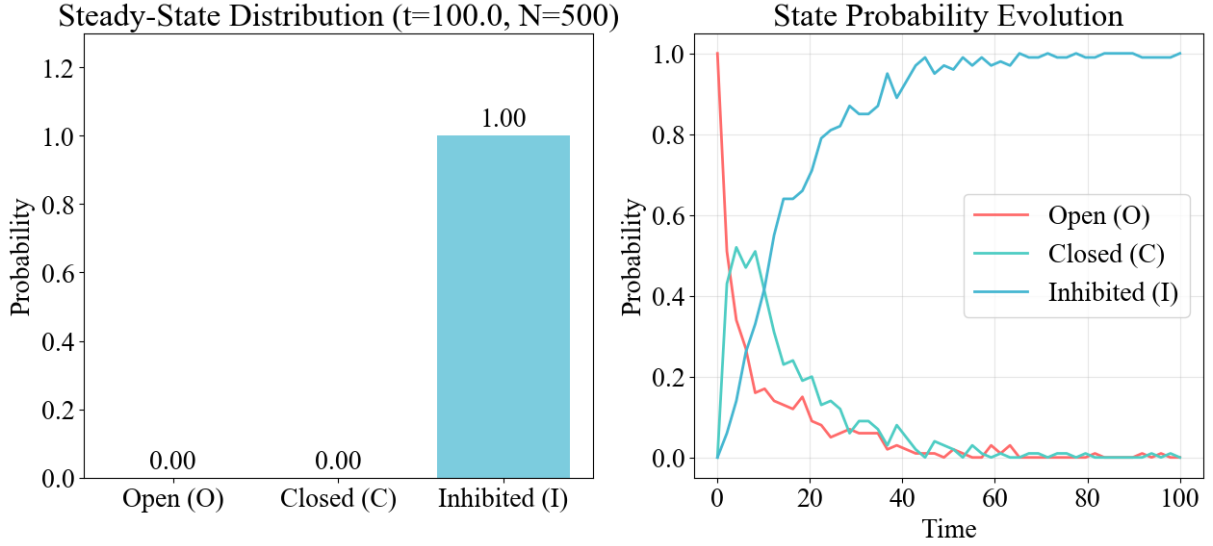 Steady-State Distribution (t=100.0, N=500)
Probability
1.2
1.0
0.8
0.6
0.4
0.2
0.0
0.00
0.00
1.00
Open (O)
Closed (C)
Inhibited (I)
State Probability Evolution
Probability
1.0
0.8
0.6
0.4
0.2
0.0
Open (O)
Closed (C)
Inhibited (I)
0
20
40
60
80
100
Time